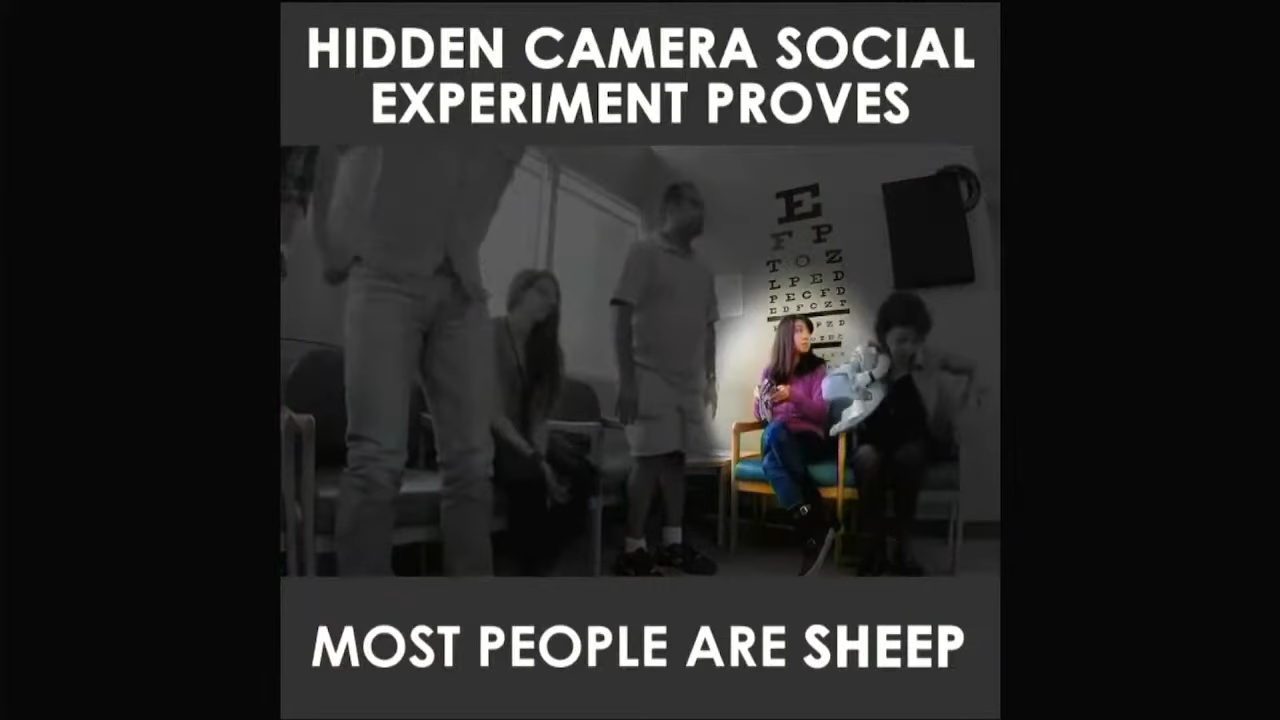 HIDDEN CAMERA SOCIAL
EXPERIMENT PROVES
E
F P
T O Z
L P E D
P E C F D
E D F C Z P
P Z D
MOST PEOPLE ARE SHEEP